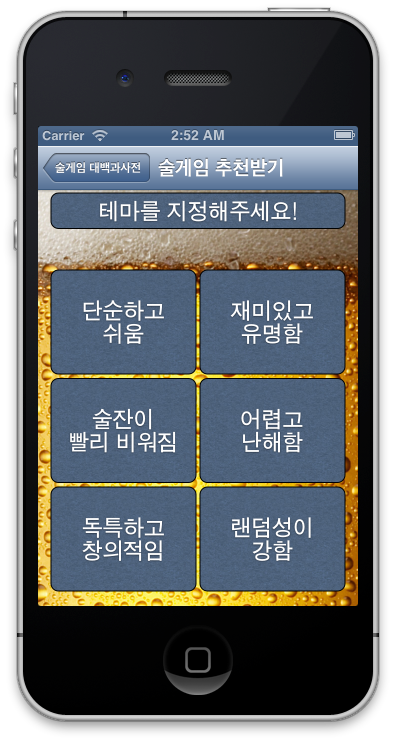 Carrier 2:52 AM
술게임 대백과사전 술게임 추천받기
테마를 지정해주세요!
단순하고
쉬움
재미있고
유명함
술잔이
빨리 비워짐
어렵고
난해함
독특하고
창의적임
랜덤성이
강함